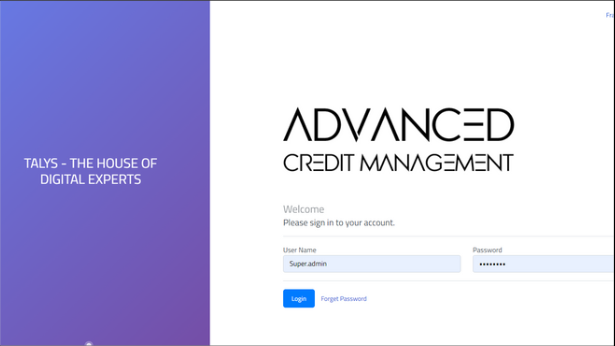 Fra
TALYS - THE HOUSE OF
DIGITAL EXPERTS
ADVANCED
CREDIT MANAGEMENT
Welcome
Please sign in to your account.
User Name
Password
Super.admin
••••••••
Login
Forget Password